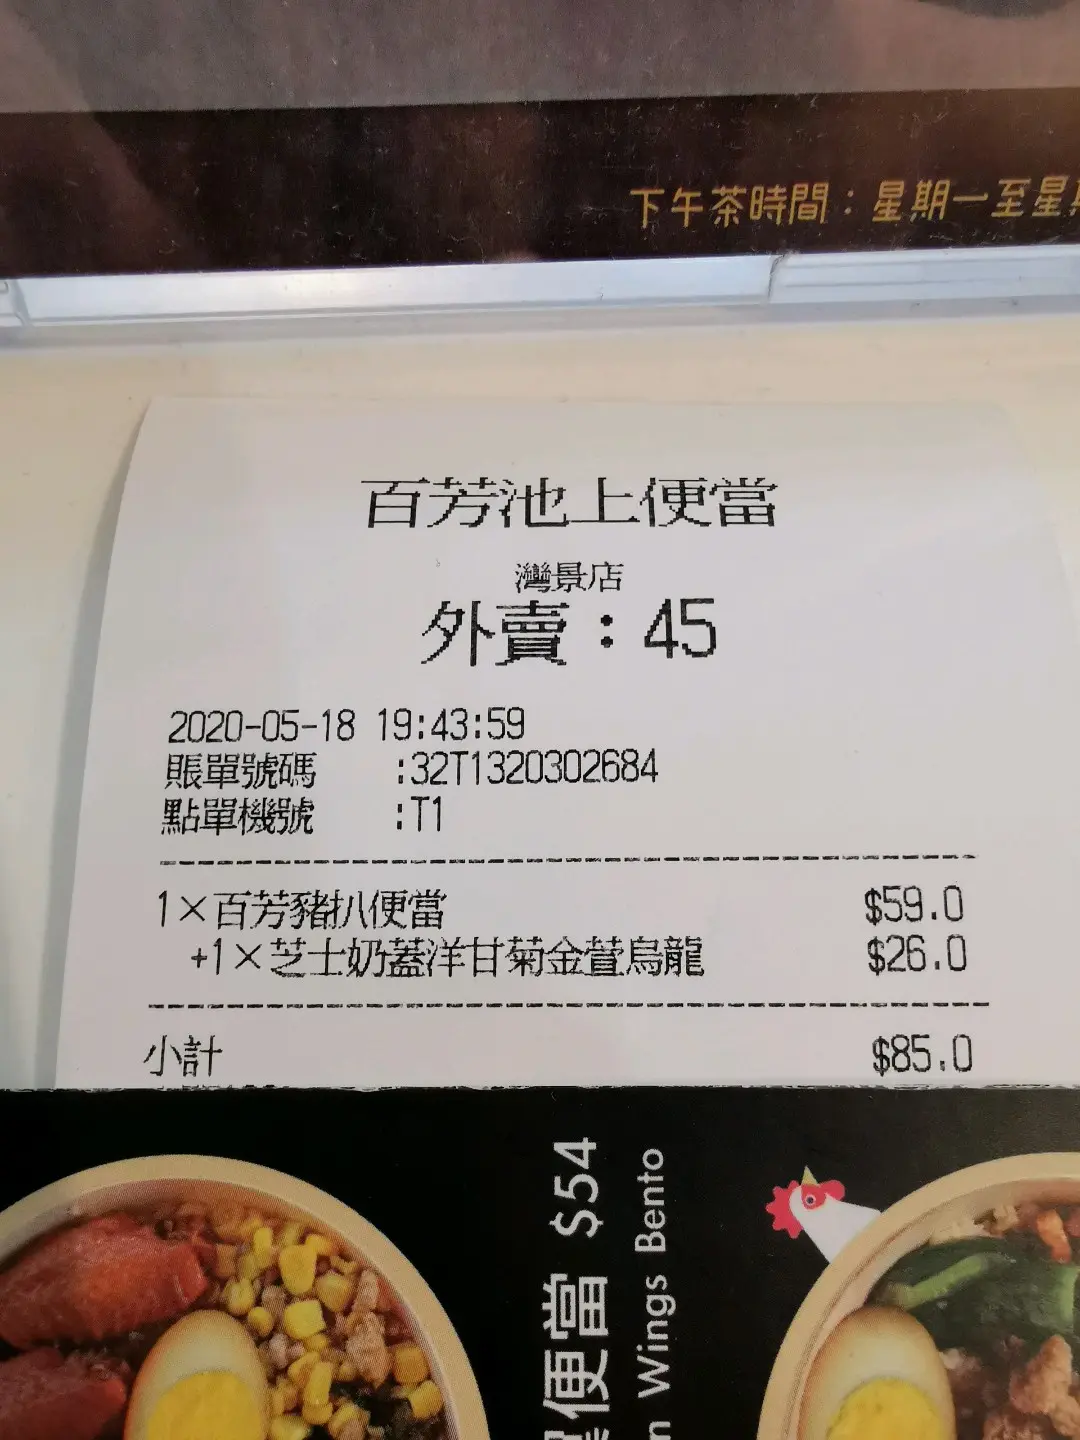 下午茶時間：星期一至星期
百芳池上便當
灣景店
外賣：45
2020-05-18 19:43:59
賬單號碼 :32T1320302684
點單機號 :T1
1×百芳豬扒便當 $59.0
+1×芝士奶蓋洋甘菊金萱烏龍 $26.0
小計 $85.0
便當 $54
Wings Bento